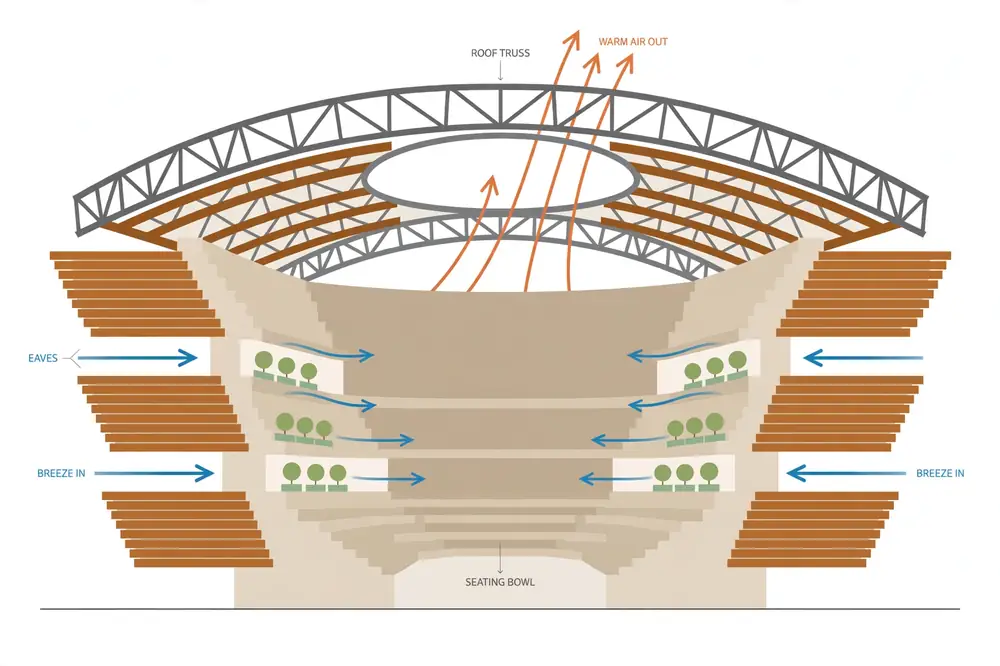 ROOF TRUSS
WARM AIR OUT
EAVES
BREEZE IN
BREEZE IN
SEATING BOWL